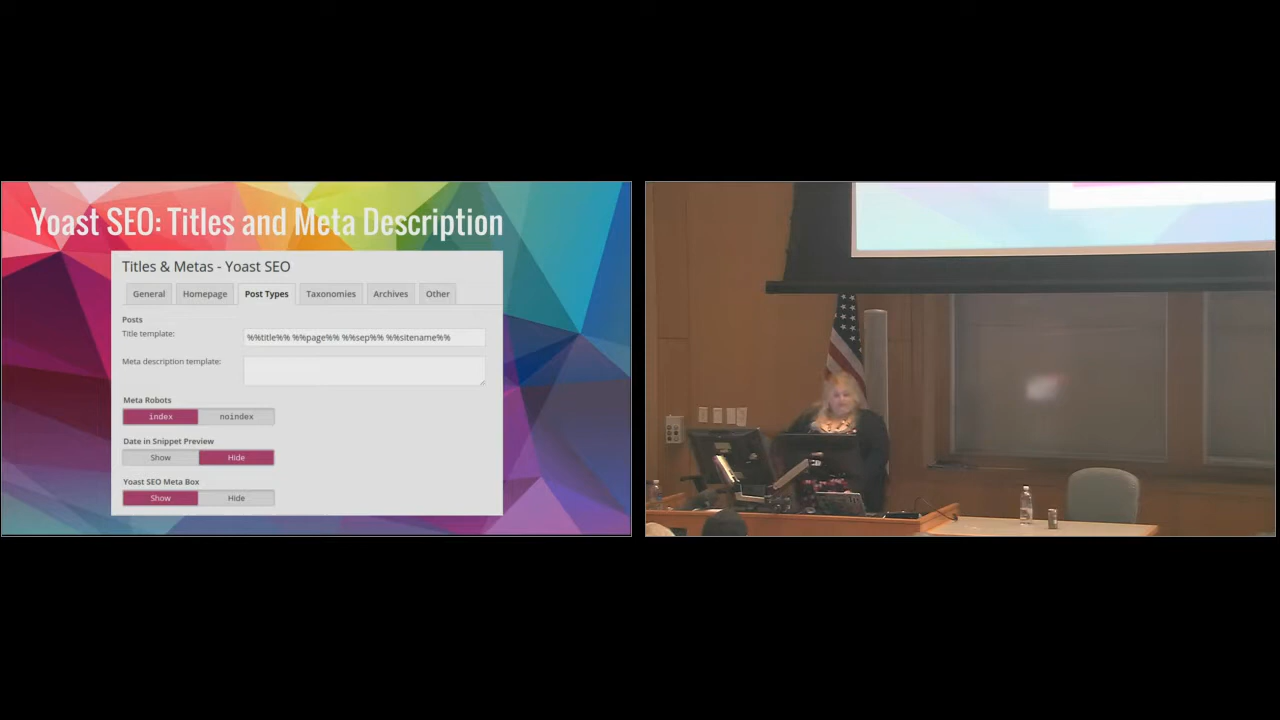 Yoast SEO: Titles and Meta Description
Titles & Metas - Yoast SEO
General Homepage Post Types Taxonomies Archives Other
Posts
Title template: %%title%% %%page%% %%sep%% %%sitename%%
Meta description template:
Meta Robots
index noindex
Date in Snippet Preview
Show Hide
Yoast SEO Meta Box
Show Hide